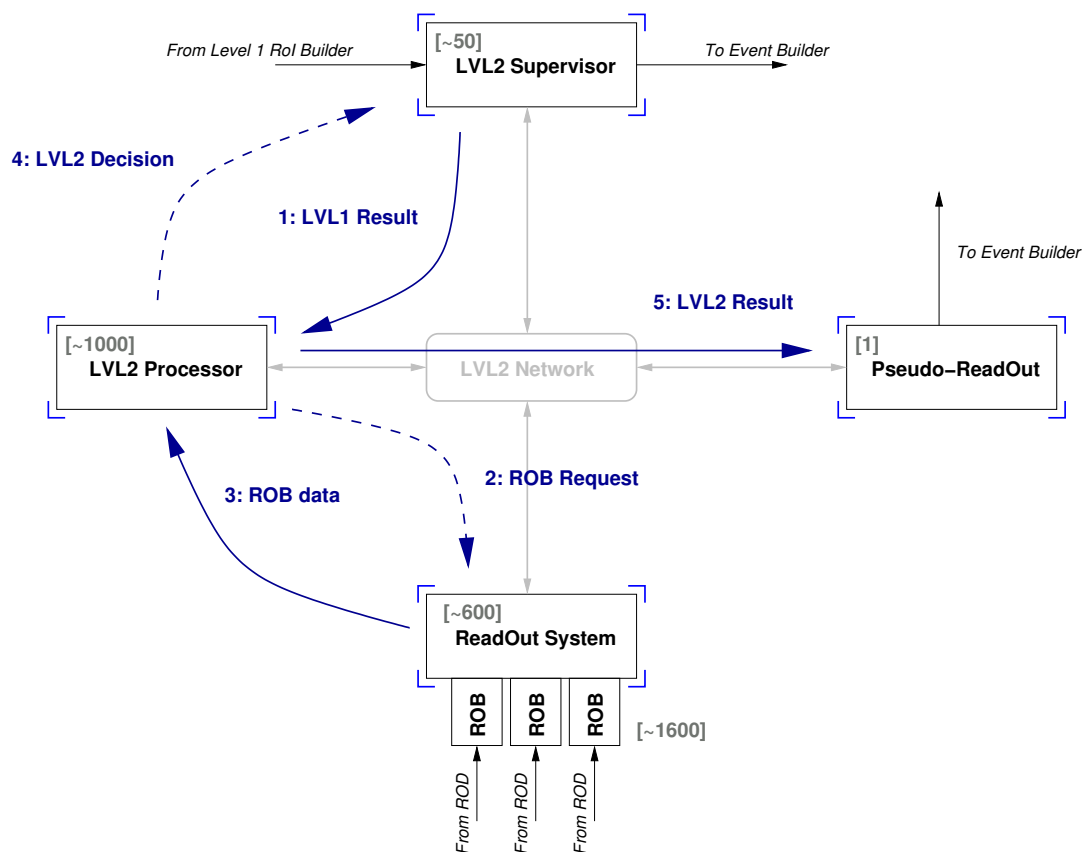 [~50]
From Level 1 RoI Builder
To Event Builder
LVL2 Supervisor
4: LVL2 Decision
1: LVL1 Result
To Event Builder
5: LVL2 Result
[~1000]
LVL2 Processor
LVL2 Network
[1]
Pseudo−ReadOut
2: ROB Request
3: ROB data
[~600]
ReadOut System
ROB
ROB
ROB
[~1600]
From ROD
From ROD
From ROD